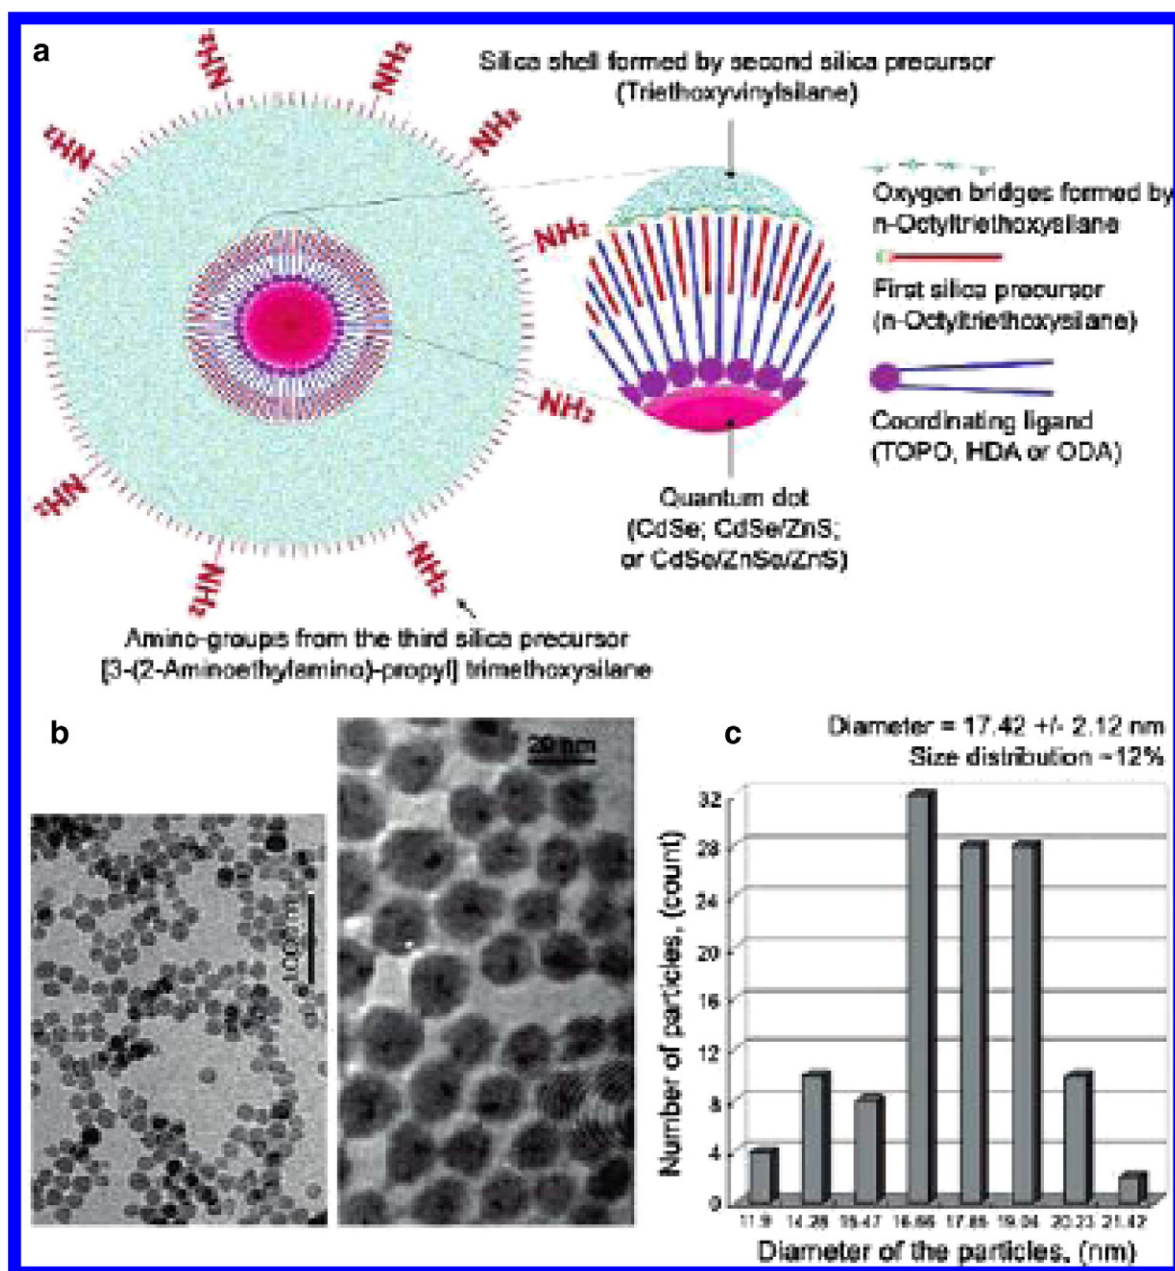 a
NH₂
NH₂
NH₂
NH₂
NH₂
NH₂
NH₂
NH₂
NH₂
NH₂
Silica shell formed by second silica precursor
(Triethoxyvinylsilane)
Oxygen bridges formed by
n-Octyltriethoxysilane
First silica precursor
(n-Octyltriethoxysilane)
Coordinating ligand
(TOPO, HDA or ODA)
Quantum dot
(CdSe; CdSe/ZnS;
or CdSe/ZnSe/ZnS)
Amino-groups from the third silica precursor
[3-(2-Aminoethylamino)-propyl] trimethoxysilane
b
100 nm
20 nm
c
Diameter = 17.42 +/- 2.12 nm
Size distribution ~12%
Number of particles, (count)
32
28
24
20
16
12
8
4
0
11.9 14.28 15.47 16.66 17.85 19.04 20.23 21.42
Diameter of the particles, (nm)